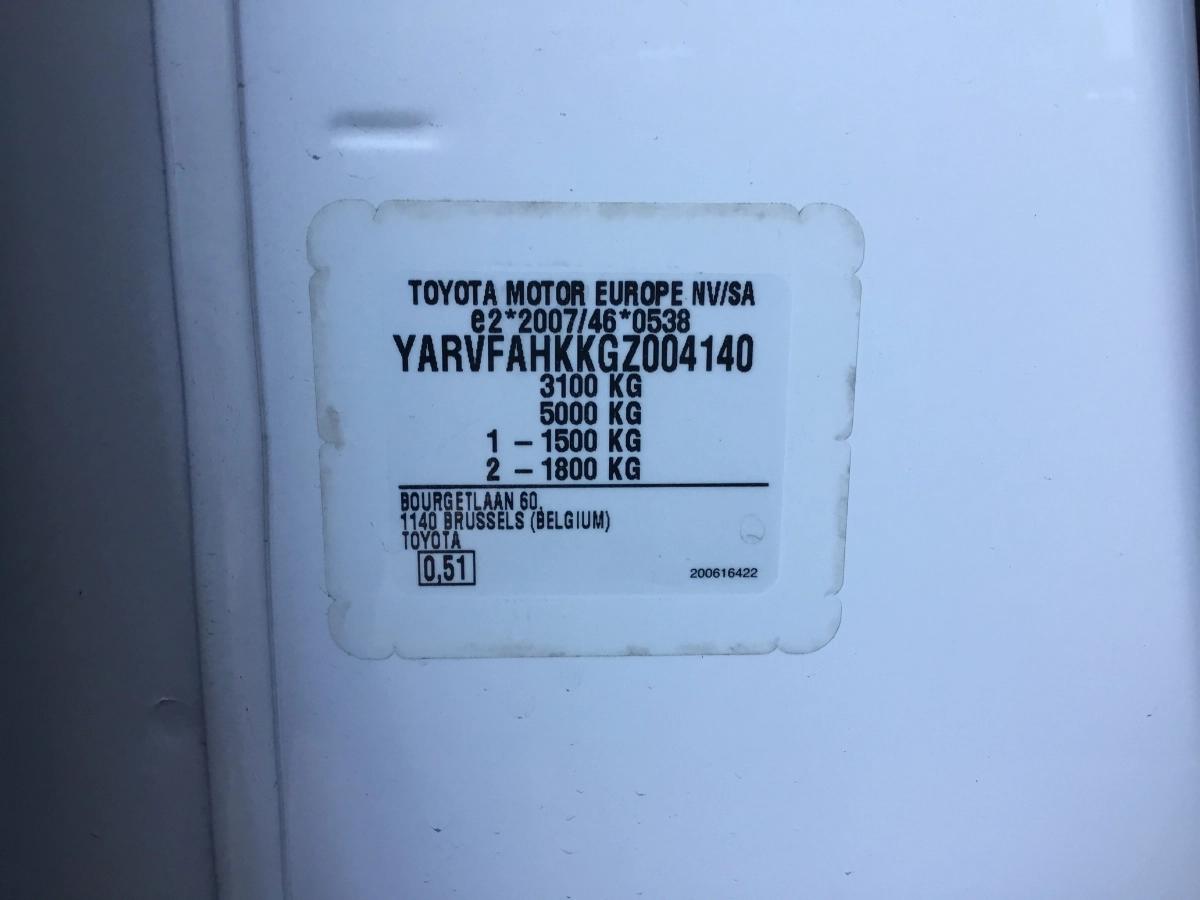 TOYOTA MOTOR EUROPE NV/SA
e2*2007/46*0538
YARVFAHKKGZ004140
3100 KG
5000 KG
1 - 1500 KG
2 - 1800 KG
BOURGETLAAN 60,
1140 BRUSSELS (BELGIUM)
TOYOTA
0,51
200616422